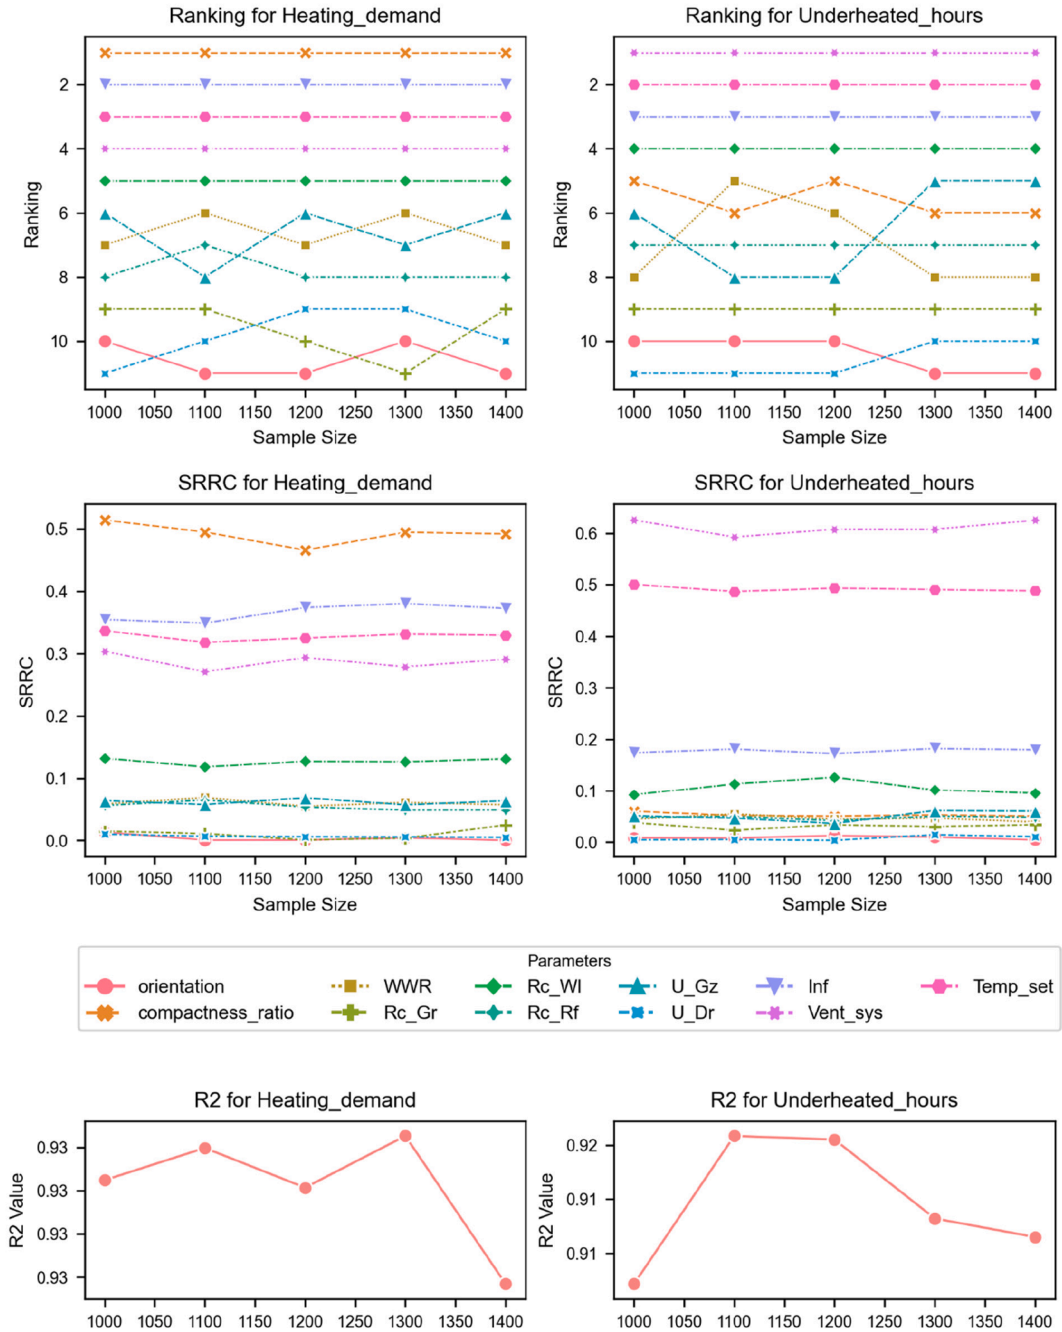 Ranking for Heating_demand
Ranking
2
4
6
8
10
1000 1050 1100 1150 1200 1250 1300 1350 1400
Sample Size
Ranking for Underheated_hours
Ranking
2
4
6
8
10
1000 1050 1100 1150 1200 1250 1300 1350 1400
Sample Size
SRRC for Heating_demand
SRRC
0.5
0.4
0.3
0.2
0.1
0.0
1000 1050 1100 1150 1200 1250 1300 1350 1400
Sample Size
SRRC for Underheated_hours
SRRC
0.6
0.5
0.4
0.3
0.2
0.1
0.0
1000 1050 1100 1150 1200 1250 1300 1350 1400
Sample Size
Parameters
orientation WWR Rc_Wl U_Gz Inf Temp_set
compactness_ratio Rc_Gr Rc_Rf U_Dr Vent_sys
R2 for Heating_demand
R2 Value
0.93
0.93
0.93
0.93
1000 1050 1100 1150 1200 1250 1300 1350 1400
R2 for Underheated_hours
R2 Value
0.92
0.91
0.91
1000 1050 1100 1150 1200 1250 1300 1350 1400